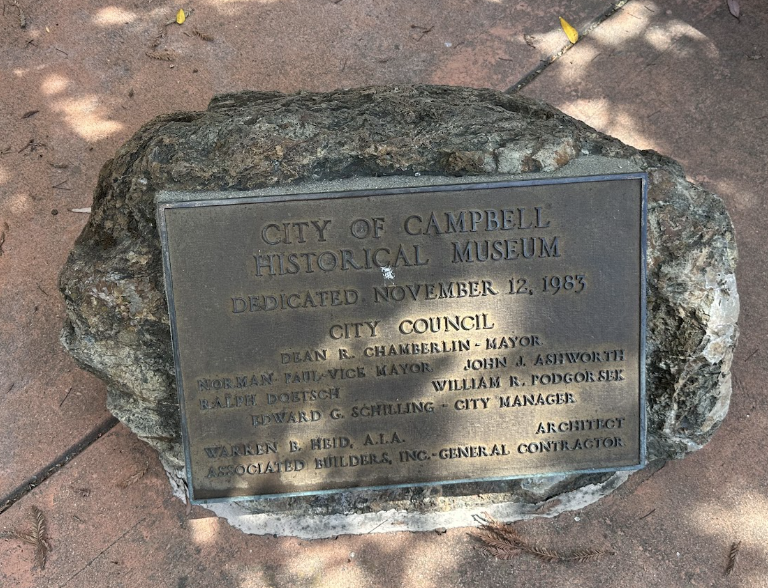 CITY OF CAMPBELL
HISTORICAL MUSEUM
DEDICATED NOVEMBER 12, 1983
CITY COUNCIL
DEAN R. CHAMBERLIN - MAYOR
NORMAN PAUL - VICE MAYOR JOHN J. ASHWORTH
RALPH DOETSCH WILLIAM R. PODGORSEK
EDWARD G. SCHILLING - CITY MANAGER
WARREN B. HEID, A.I.A. ARCHITECT
ASSOCIATED BUILDERS, INC. - GENERAL CONTRACTOR